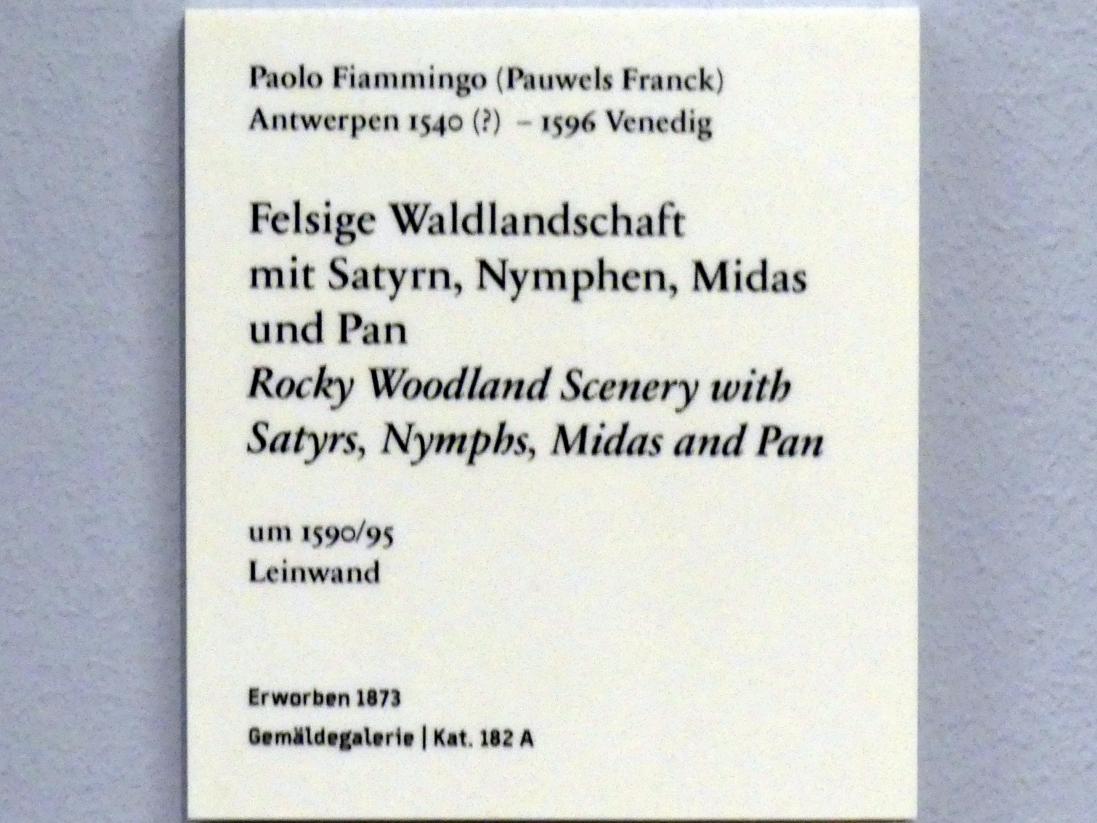 Paolo Fiammingo (Pauwels Franck)
Antwerpen 1540 (?) – 1596 Venedig
Felsige Waldlandschaft
mit Satyrn, Nymphen, Midas
und Pan
Rocky Woodland Scenery with
Satyrs, Nymphs, Midas and Pan
um 1590/95
Leinwand
Erworben 1873
Gemäldegalerie | Kat. 182 A